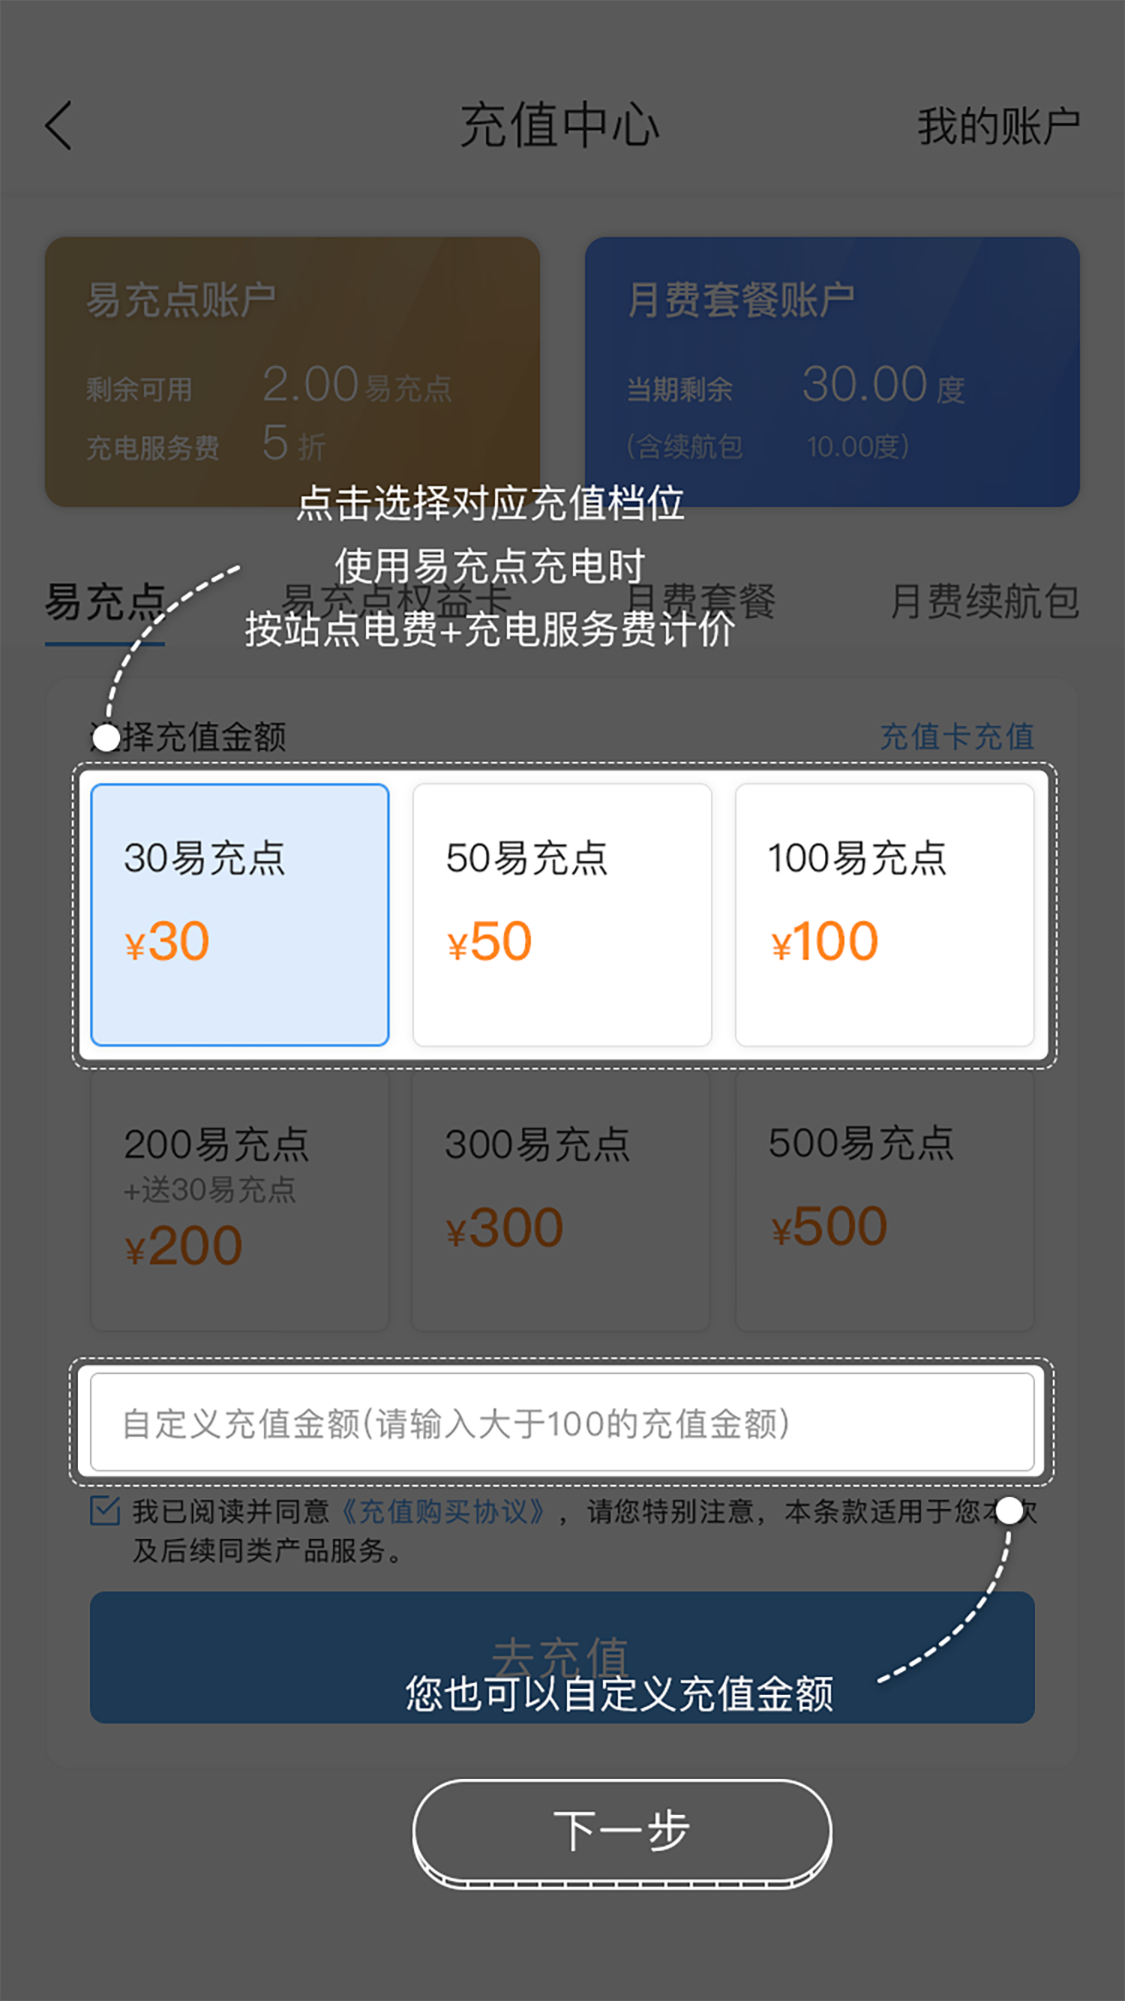 充值中心
我的账户
易充点账户
剩余可用 2.00易充点
充电服务费 5 折
月费套餐账户
当期剩余 30.00 度
(含续航包 10.00度)
点击选择对应充值档位
使用易充点充电时
按站点电费+充电服务费计价
易充点 易充点权益卡 月费套餐 月费续航包
选择充值金额
充值卡充值
30易充点
¥30
50易充点
¥50
100易充点
¥100
200易充点
+送30易充点
¥200
300易充点
¥300
500易充点
¥500
自定义充值金额(请输入大于100的充值金额)
我已阅读并同意《充值购买协议》，请您特别注意，本条款适用于您本次
及后续同类产品服务。
去充值
您也可以自定义充值金额
下一步